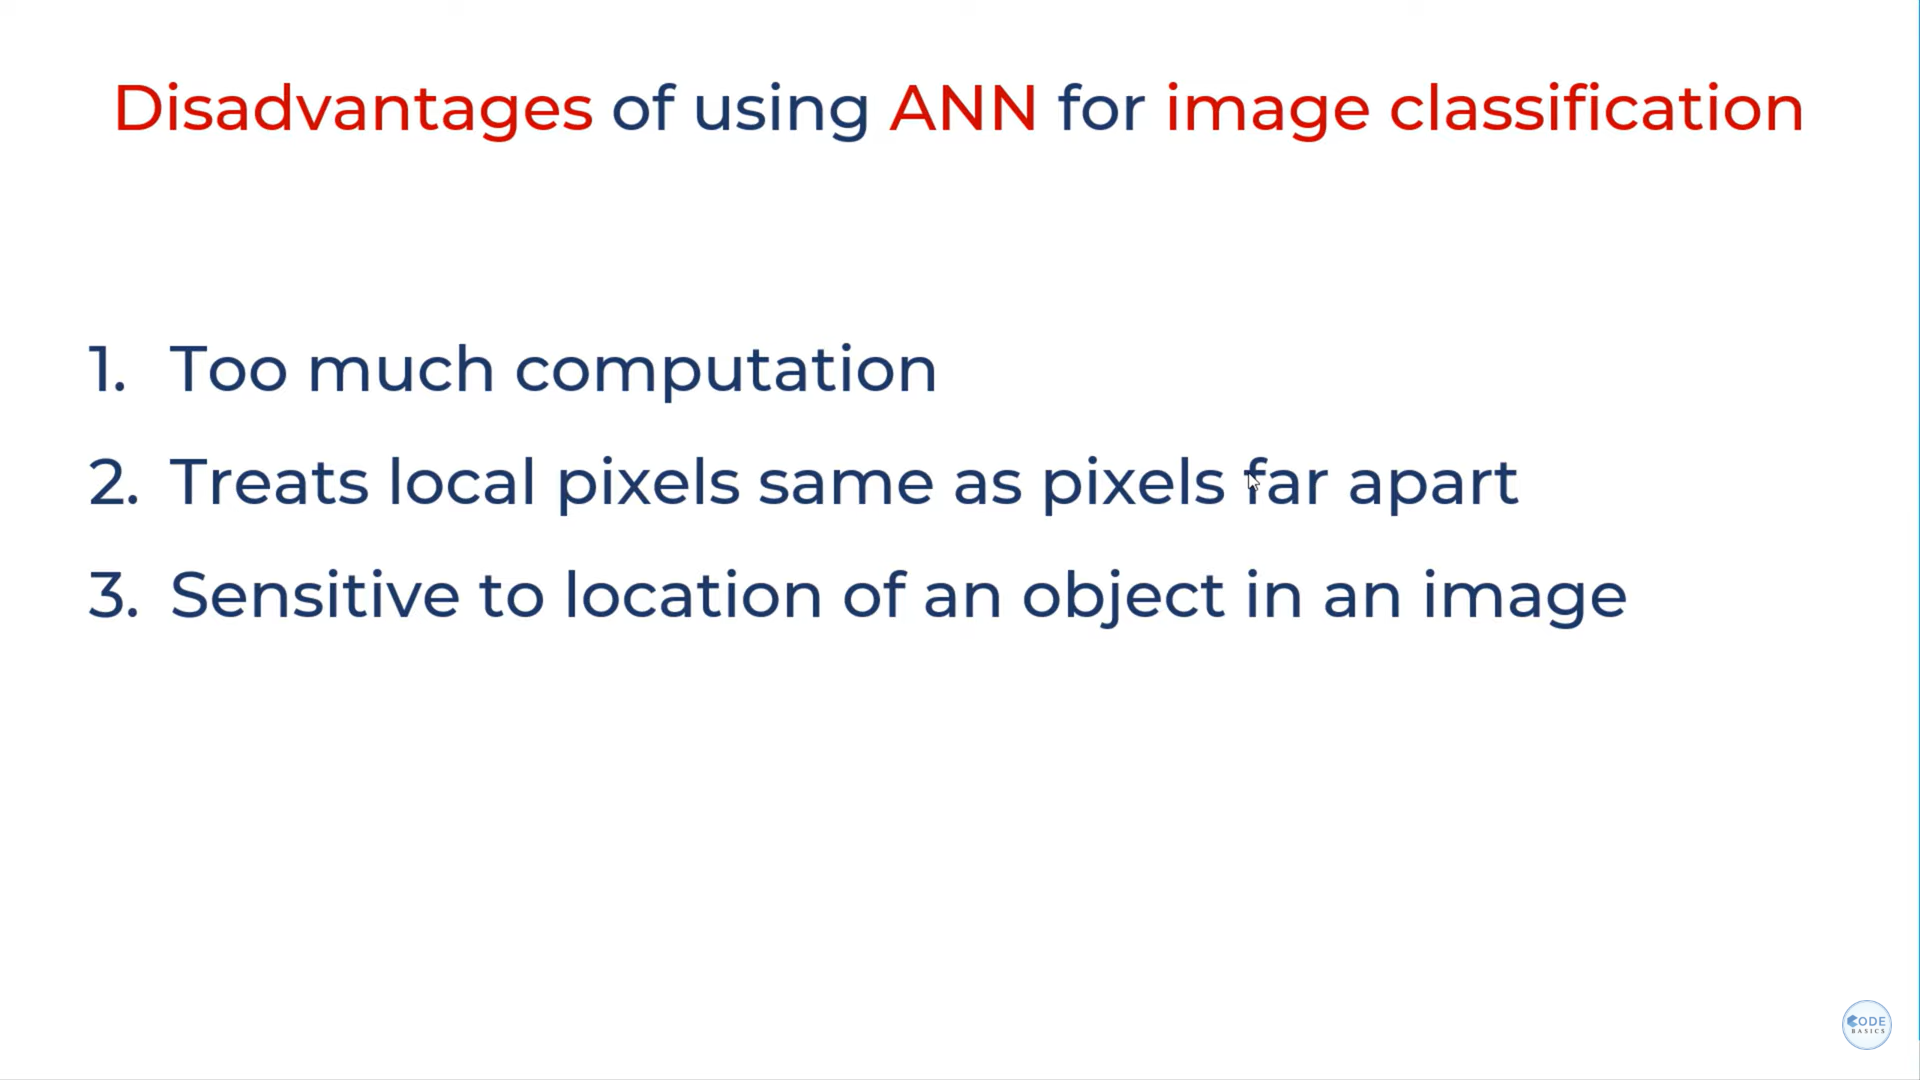 Disadvantages of using ANN for image classification
1. Too much computation
2. Treats local pixels same as pixels far apart
3. Sensitive to location of an object in an image
CODE
BASICS